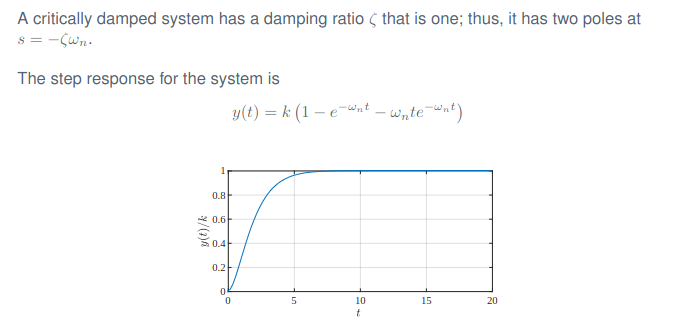 A critically damped system has a damping ratio ζ that is one; thus, it has two poles at
s = −ζωₙ.
The step response for the system is
y(t) = k (1 − e^{−ωₙt} − ωₙte^{−ωₙt})
1
0.8
0.6
0.4
0.2
0
y(t)/k
0 5 10 15 20
t